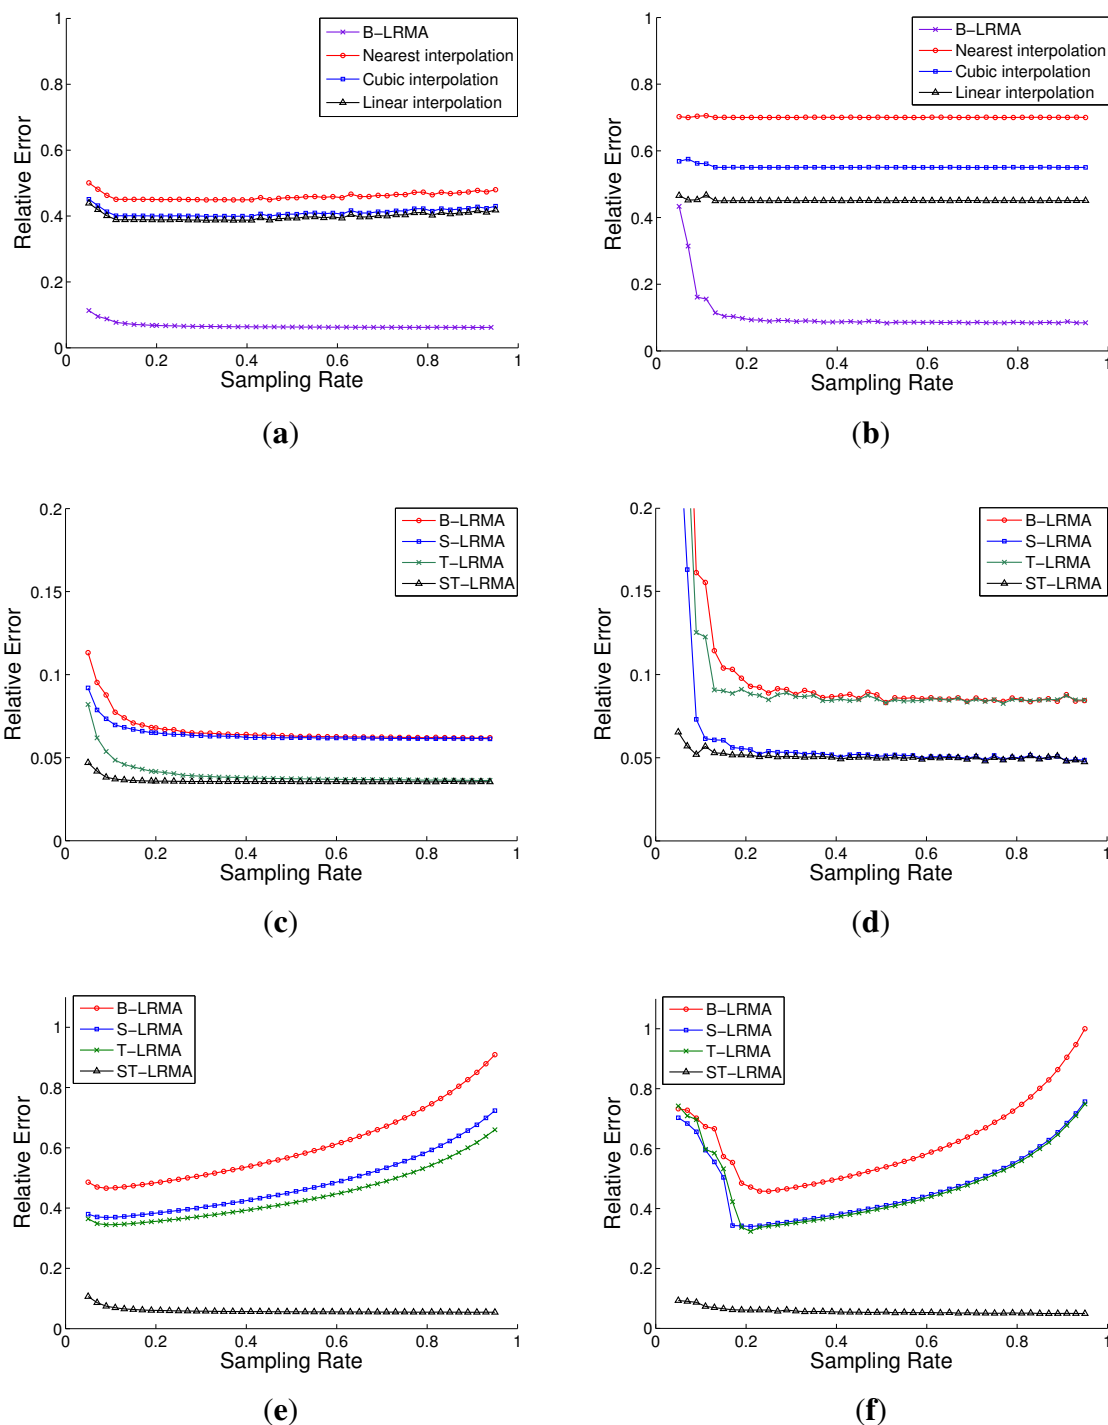 1
0.8
0.6
0.4
0.2
0
0
0.2
0.4
0.6
0.8
1
Relative Error
Sampling Rate
B−LRMA
Nearest interpolation
Cubic interpolation
Linear interpolation
(a)
1
0.8
0.6
0.4
0.2
0
0
0.2
0.4
0.6
0.8
1
Relative Error
Sampling Rate
B−LRMA
Nearest interpolation
Cubic interpolation
Linear interpolation
(b)
0.2
0.15
0.1
0.05
0
0
0.2
0.4
0.6
0.8
1
Relative Error
Sampling Rate
B−LRMA
S−LRMA
T−LRMA
ST−LRMA
(c)
0.2
0.15
0.1
0.05
0
0
0.2
0.4
0.6
0.8
1
Relative Error
Sampling Rate
B−LRMA
S−LRMA
T−LRMA
ST−LRMA
(d)
1
0.8
0.6
0.4
0.2
0
0
0.2
0.4
0.6
0.8
1
Relative Error
Sampling Rate
B−LRMA
S−LRMA
T−LRMA
ST−LRMA
(e)
1
0.8
0.6
0.4
0.2
0
0
0.2
0.4
0.6
0.8
1
Relative Error
Sampling Rate
B−LRMA
S−LRMA
T−LRMA
ST−LRMA
(f)